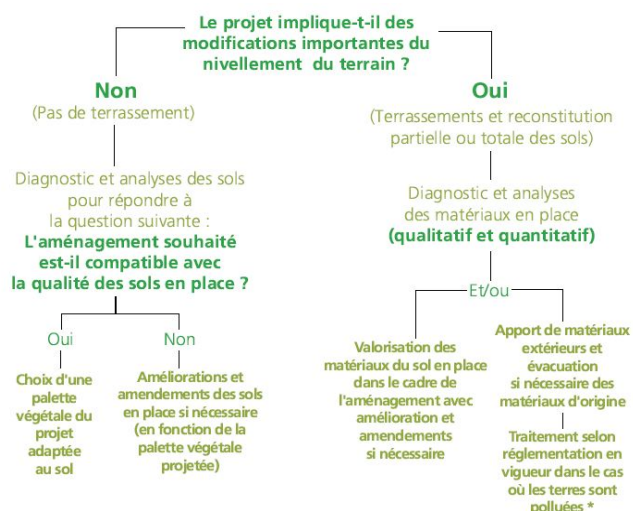 Le projet implique-t-il des
modifications importantes du
nivellement du terrain ?
Non
(Pas de terrassement)
Diagnostic et analyses des sols
pour répondre à
la question suivante :
L'aménagement souhaité
est-il compatible avec
la qualité des sols en place ?
Oui
Choix d'une
palette
végétale du
projet
adaptée
au sol
Non
Améliorations et
amendements des sols
en place si nécessaire
(en fonction de la
palette végétale
projetée)
Oui
(Terrassements et reconstitution
partielle ou totale des sols)
Diagnostic et analyses
des matériaux en place
(qualitatif et quantitatif)
Et/ou
Valorisation des
matériaux du sol en place
dans le cadre de
l'aménagement avec
amélioration et
amendements
si nécessaire
Apport de matériaux
extérieurs et
évacuation
si nécessaire des
matériaux d'origine
Traitement selon
réglementation en
vigueur dans le cas
où les terres sont
polluées *